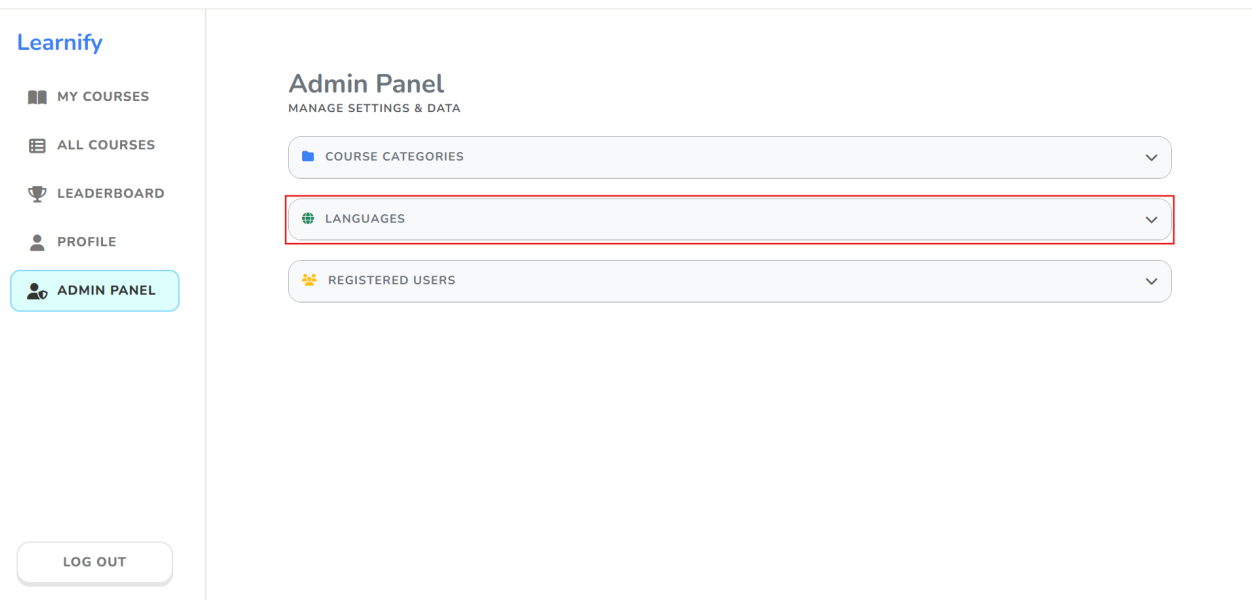 Learnify
MY COURSES
ALL COURSES
LEADERBOARD
PROFILE
ADMIN PANEL
LOG OUT
Admin Panel
MANAGE SETTINGS & DATA
COURSE CATEGORIES
LANGUAGES
REGISTERED USERS